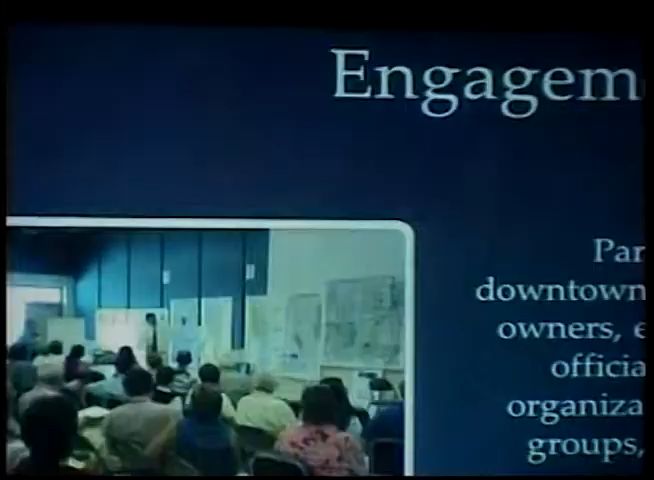 Engagem
Par
downtown
owners, e
officia
organiza
groups,